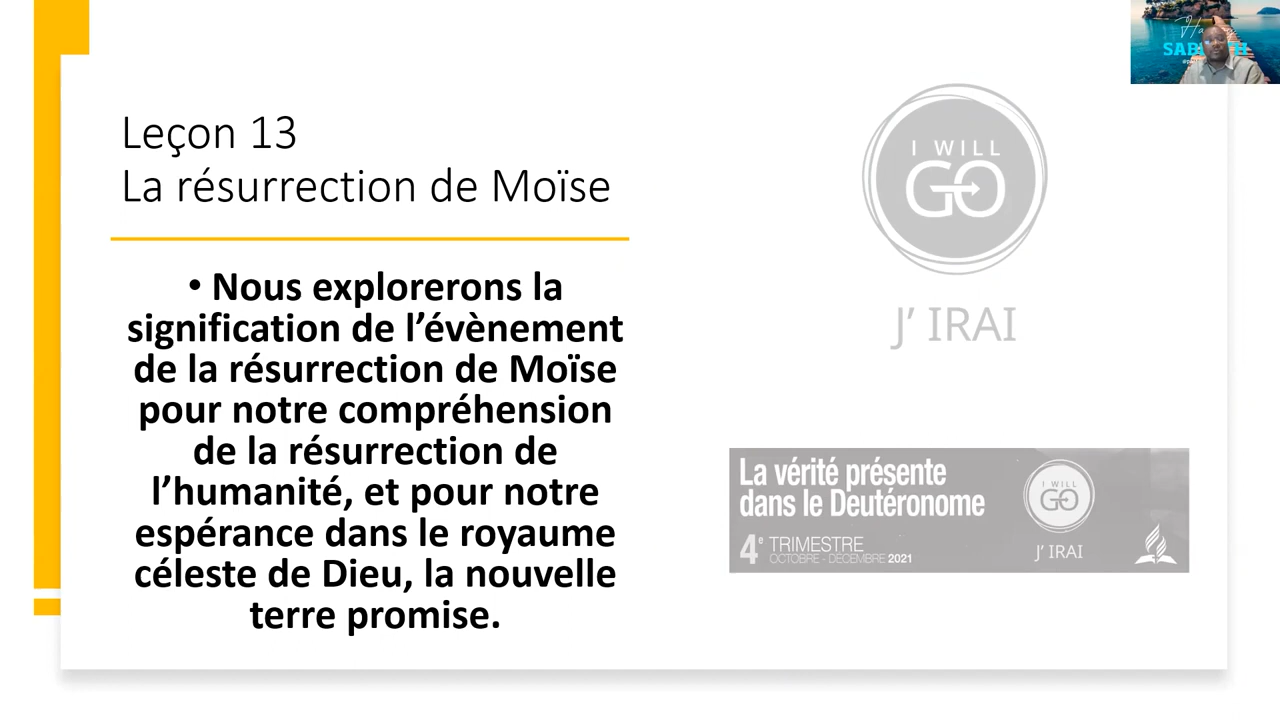 Leçon 13
La résurrection de Moïse
• Nous explorerons la
signification de l’évènement
de la résurrection de Moïse
pour notre compréhension
de la résurrection de
l’humanité, et pour notre
espérance dans le royaume
céleste de Dieu, la nouvelle
terre promise.
I WILL
GO
J’ IRAI
La vérité présente
dans le Deutéronome
4e TRIMESTRE
OCTOBRE - DÉCEMBRE 2021
I WILL
GO
J’ IRAI